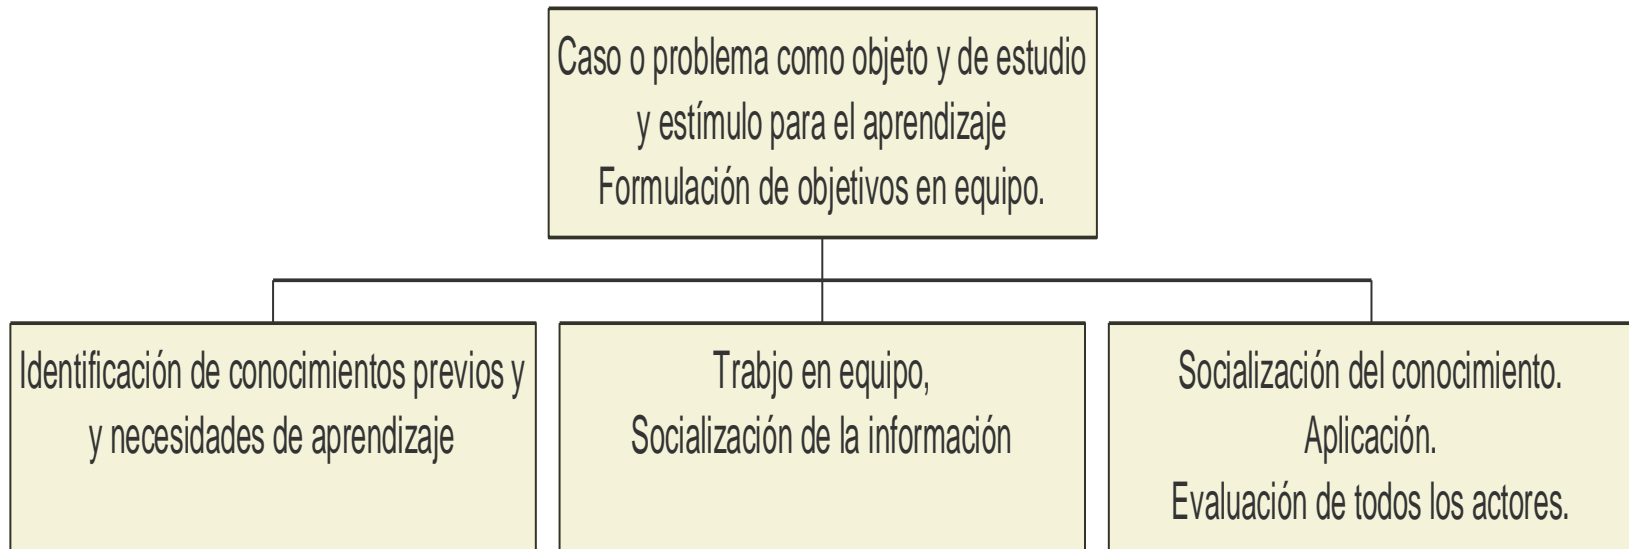 Caso o problema como objeto y de estudio
y estímulo para el aprendizaje
Formulación de objetivos en equipo.
Identificación de conocimientos previos y
y necesidades de aprendizaje
Trabjo en equipo,
Socialización de la información
Socialización del conocimiento.
Aplicación.
Evaluación de todos los actores.